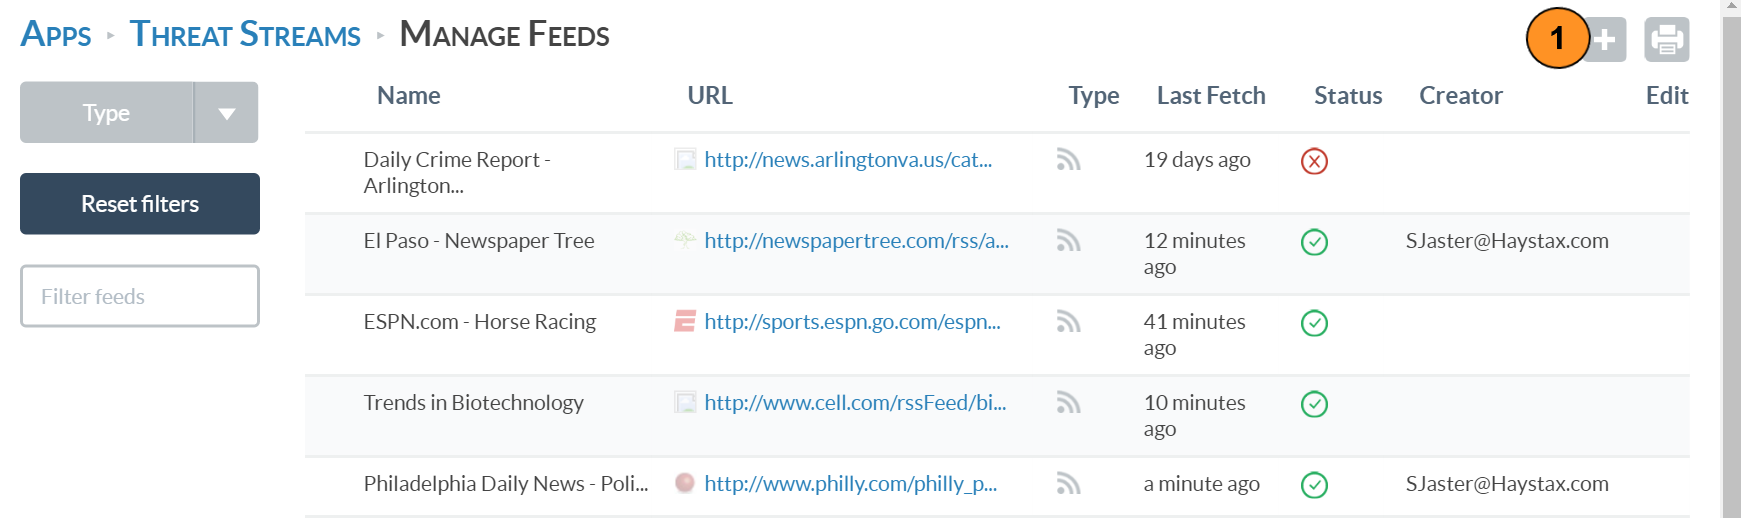 Apps ▸ Threat Streams ▸ Manage Feeds
1
Type
Reset filters
Filter feeds
Name URL Type Last Fetch Status Creator Edit
Daily Crime Report - http://news.arlingtonva.us/cat... 19 days ago
Arlington...
El Paso - Newspaper Tree http://newspapertree.com/rss/a... 12 minutes SJaster@Haystax.com
ago
ESPN.com - Horse Racing http://sports.espn.go.com/espn... 41 minutes
ago
Trends in Biotechnology http://www.cell.com/rssFeed/bi... 10 minutes
ago
Philadelphia Daily News - Poli... http://www.philly.com/philly_p... a minute ago SJaster@Haystax.com